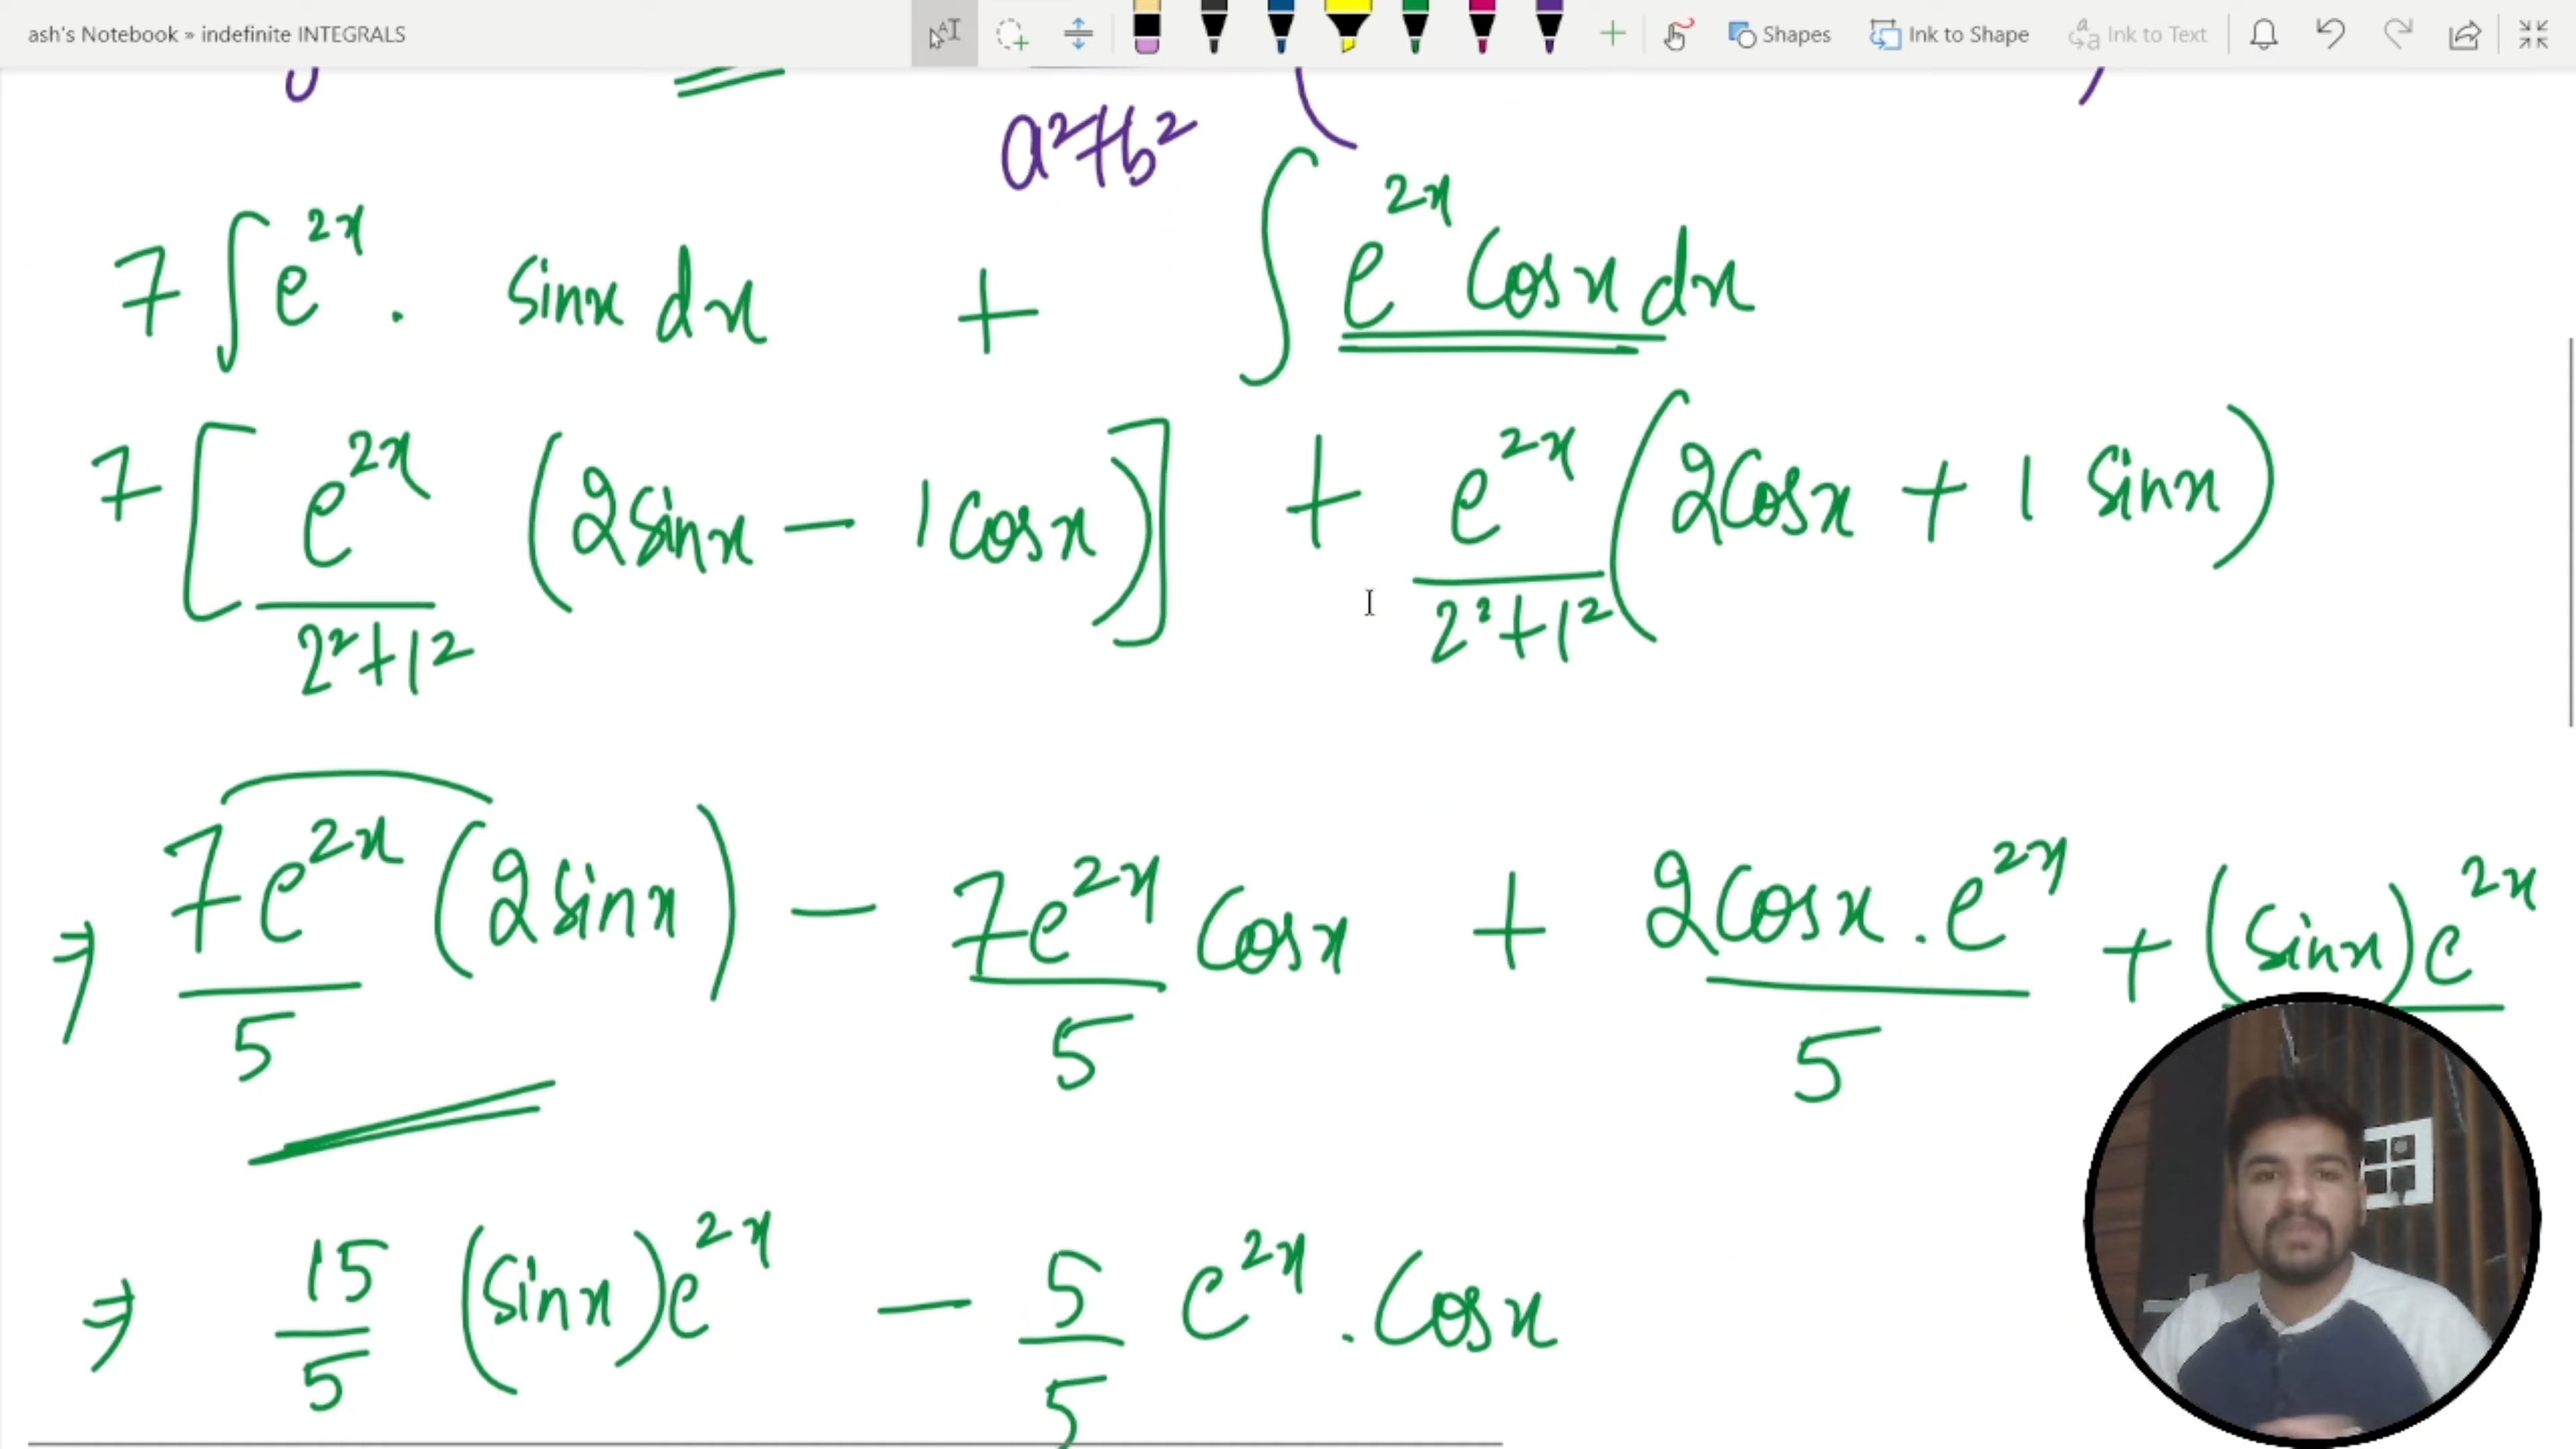 ash's Notebook » indefinite INTEGRALS
Shapes
Ink to Shape
Ink to Text
a²+b²
7∫e^{2x} . sinx dx + ∫e^{2x} Cosx dx
7[e^{2x}/(2²+1²) (2sinx − 1cosx)] + e^{2x}/(2²+1²) (2Cosx + 1 sinx)
⇒ 7e^{2x}/5 (2sinx) − 7e^{2x}/5 Cosx + 2Cosx . e^{2x}/5 + (sinx)e^{2x}
⇒ 15/5 (sinx)e^{2x} − 5/5 e^{2x} . Cosx